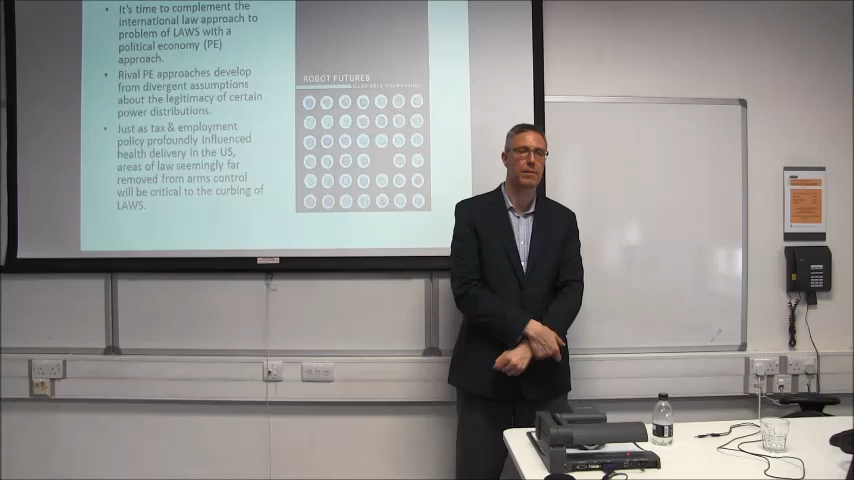 • It's time to complement the
international law approach to
problem of LAWS with a
political economy (PE)
approach.
• Rival PE approaches develop
from divergent assumptions
about the legitimacy of certain
power distributions.
• Just as tax & employment
policy profoundly influenced
health delivery in the US,
areas of law seemingly far
removed from arms control
will be critical to the curbing of
LAWS.
ROBOT FUTURES
ILLAH REZA NOURBAKHSH